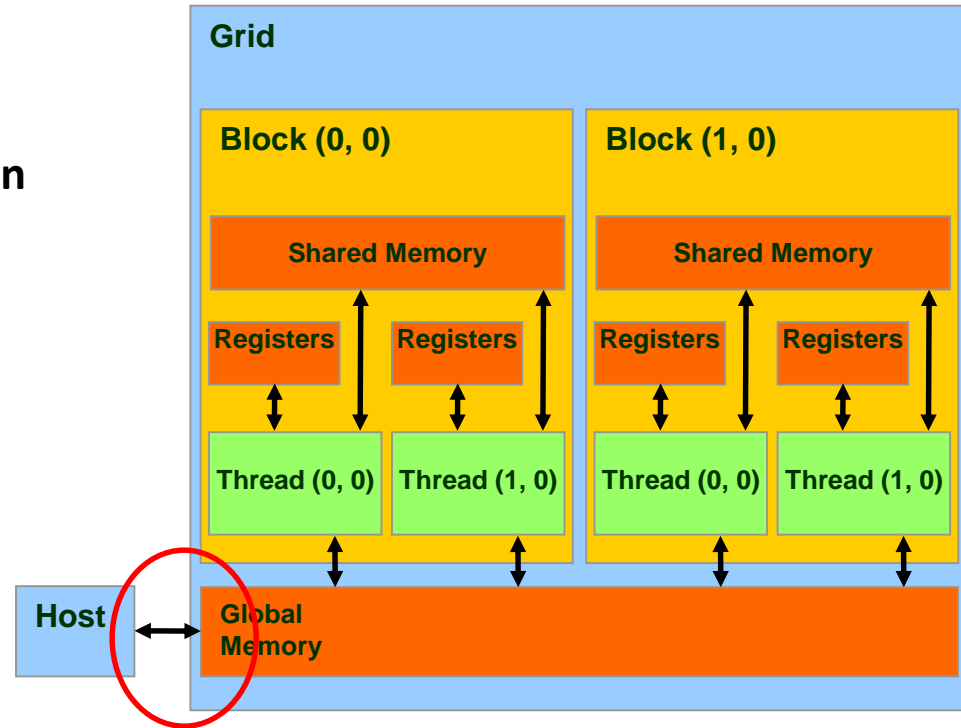 Grid
n
Block (0, 0)
Block (1, 0)
Shared Memory
Shared Memory
Registers
Registers
Registers
Registers
Thread (0, 0)
Thread (1, 0)
Thread (0, 0)
Thread (1, 0)
Host
Global
Memory